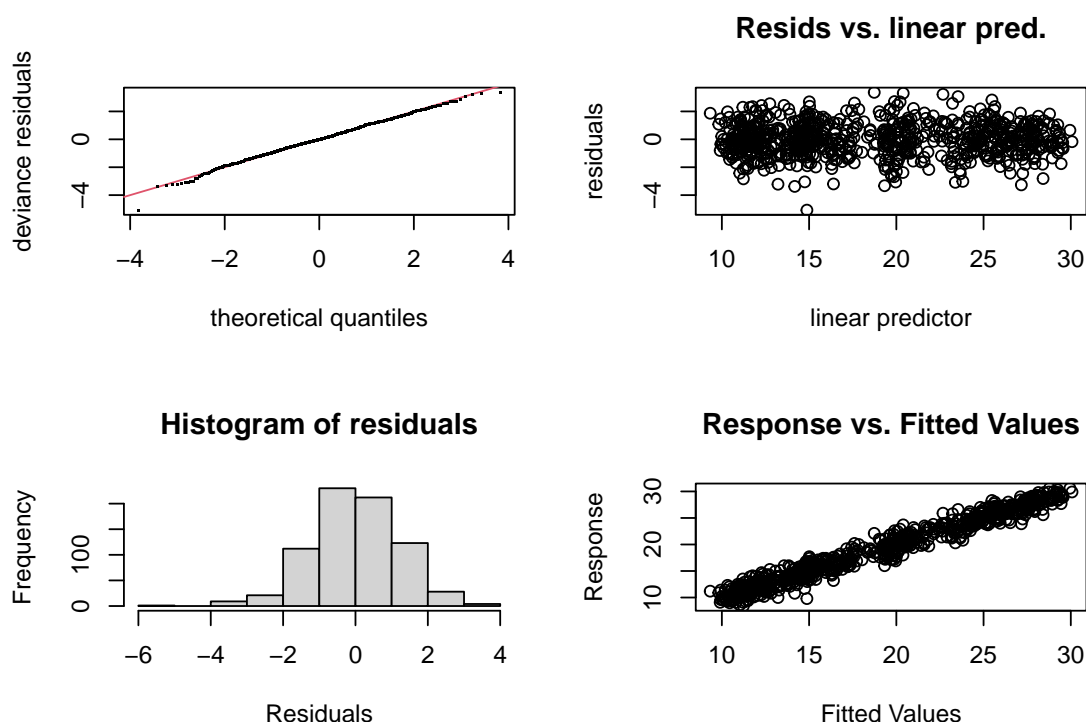 deviance residuals
0
−4
−4 −2 0 2 4
theoretical quantiles
Resids vs. linear pred.
residuals
0
−4
10 15 20 25 30
linear predictor
Histogram of residuals
Frequency
100
0
−6 −4 −2 0 2 4
Residuals
Response vs. Fitted Values
Response
30
20
10
10 15 20 25 30
Fitted Values